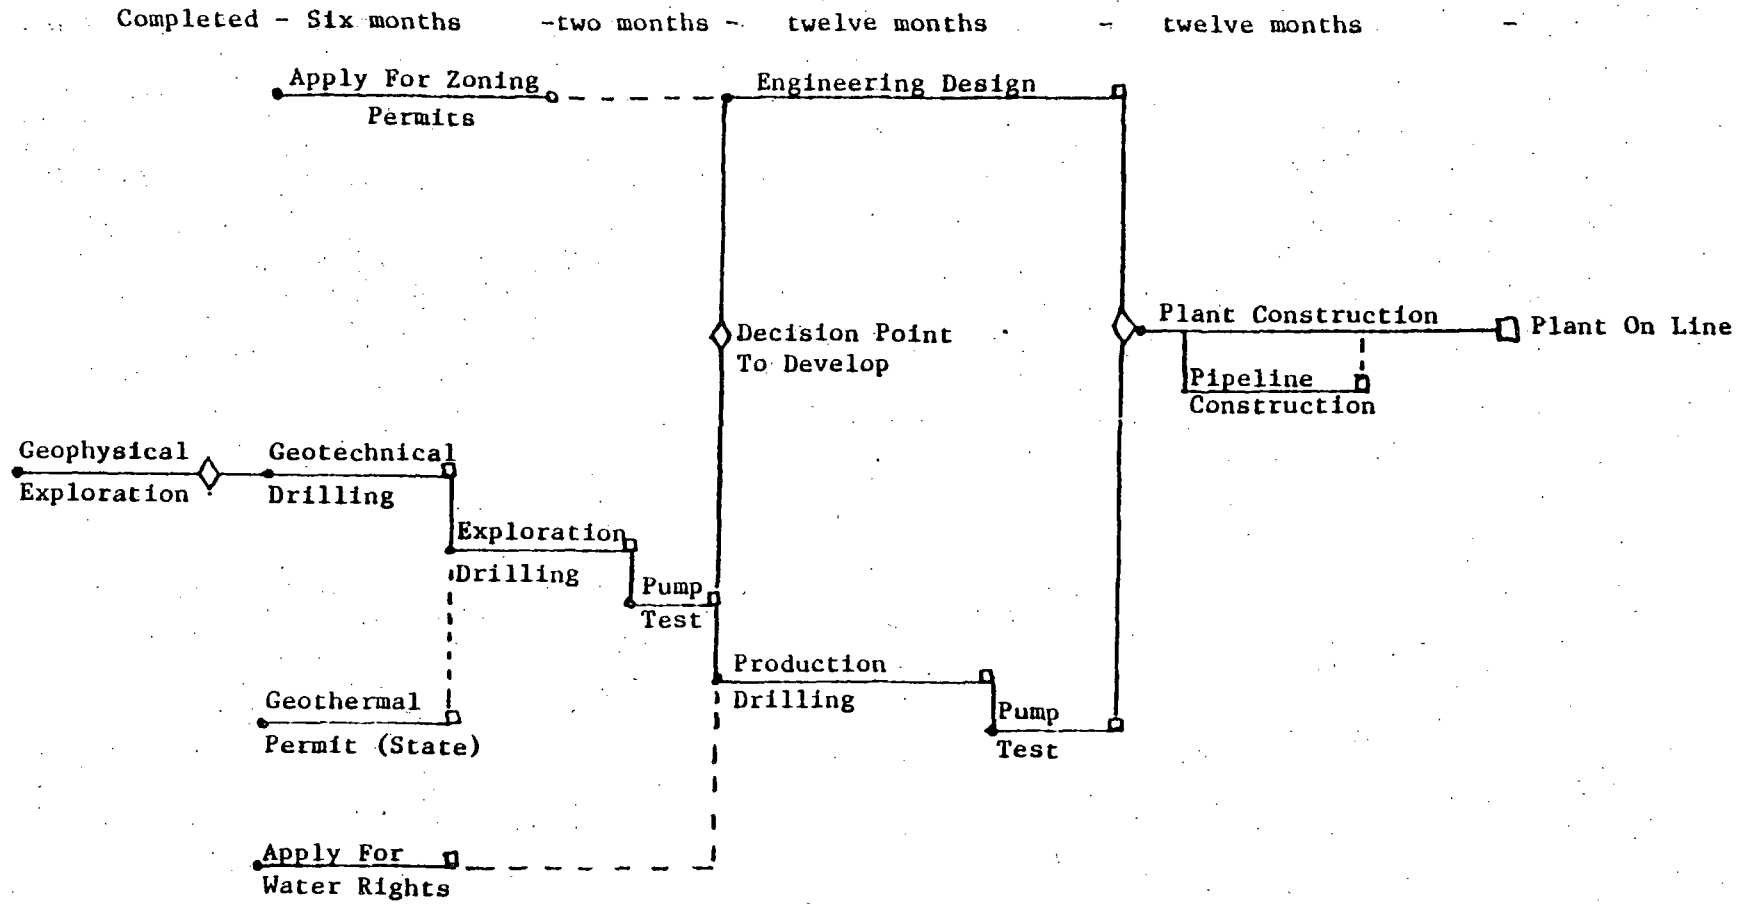 Completed - Six months -two months - twelve months - twelve months -
Apply For Zoning
Permits
Engineering Design
Decision Point
To Develop
Plant Construction
Plant On Line
Pipeline
Construction
Geophysical
Exploration
Geotechnical
Drilling
Exploration
Drilling
Pump
Test
Production
Drilling
Pump
Test
Geothermal
Permit (State)
Apply For
Water Rights